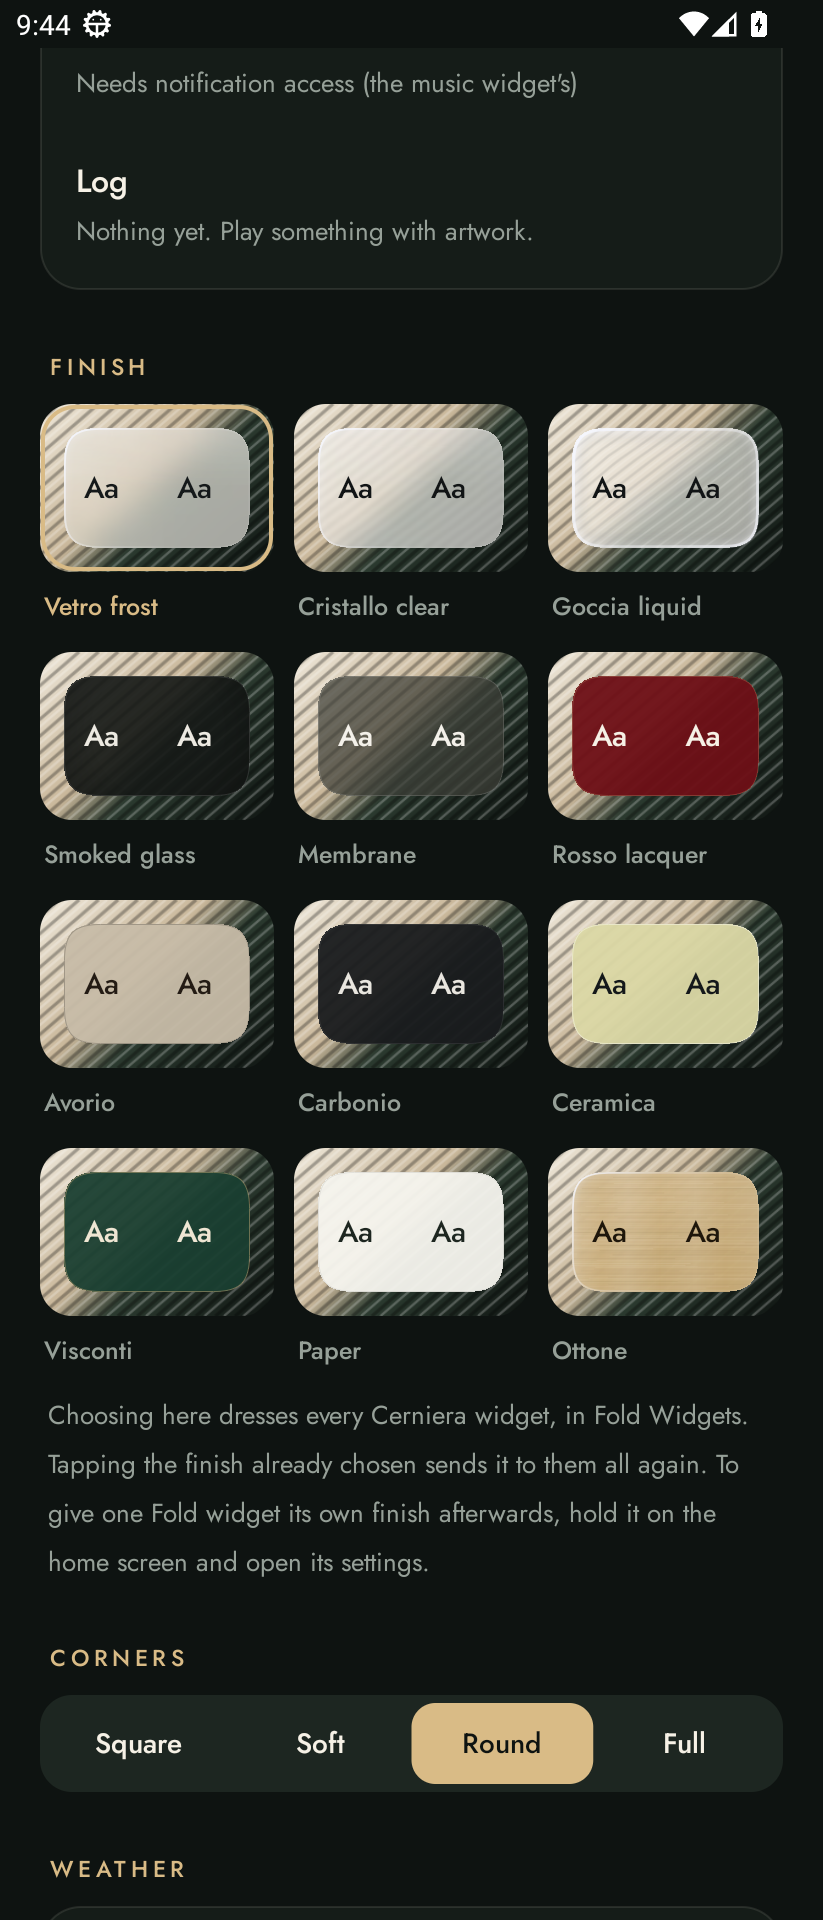 9:44
Needs notification access (the music widget's)
Log
Nothing yet. Play something with artwork.
FINISH
Aa Aa Aa Aa Aa Aa
Vetro frost Cristallo clear Goccia liquid
Aa Aa Aa Aa Aa Aa
Smoked glass Membrane Rosso lacquer
Aa Aa Aa Aa Aa Aa
Avorio Carbonio Ceramica
Aa Aa Aa Aa Aa Aa
Visconti Paper Ottone
Choosing here dresses every Cerniera widget, in Fold Widgets.
Tapping the finish already chosen sends it to them all again. To
give one Fold widget its own finish afterwards, hold it on the
home screen and open its settings.
CORNERS
Square Soft Round Full
WEATHER